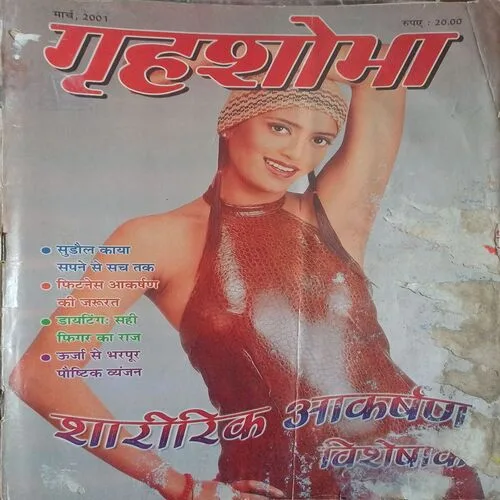 मार्च, 2001
रुपए : 20.00
गृहशोभा
सुडौल काया
सपने से सच तक
फिटनेस आकर्षण
की जरूरत
डायटिंग: सही
फिगर का राज
ऊर्जा से भरपूर
पौष्टिक व्यंजन
शारीरिक आकर्षण
विशेषांक